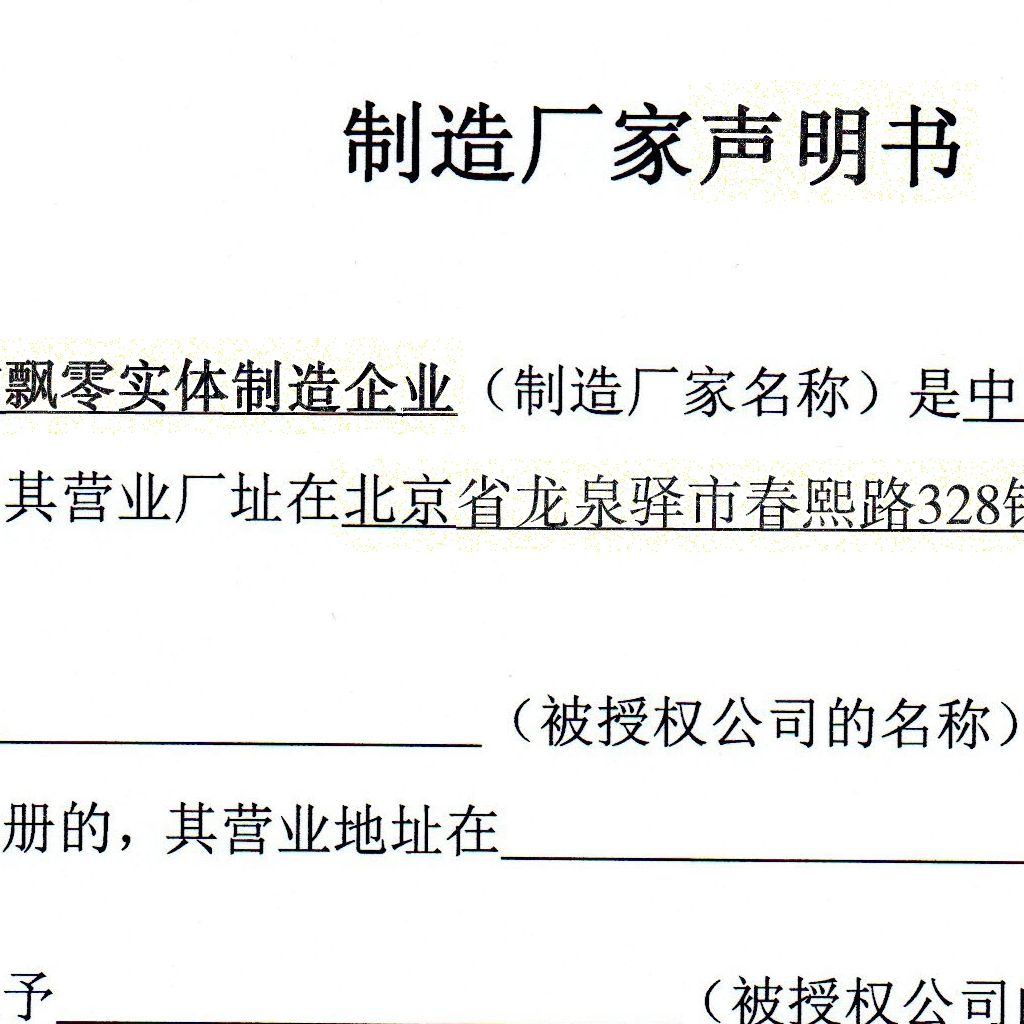 制造厂家声明书
飘零实体制造企业（制造厂家名称）是中
其营业厂址在北京省龙泉驿市春熙路328
（被授权公司的名称）
册的，其营业地址在
予（被授权公司